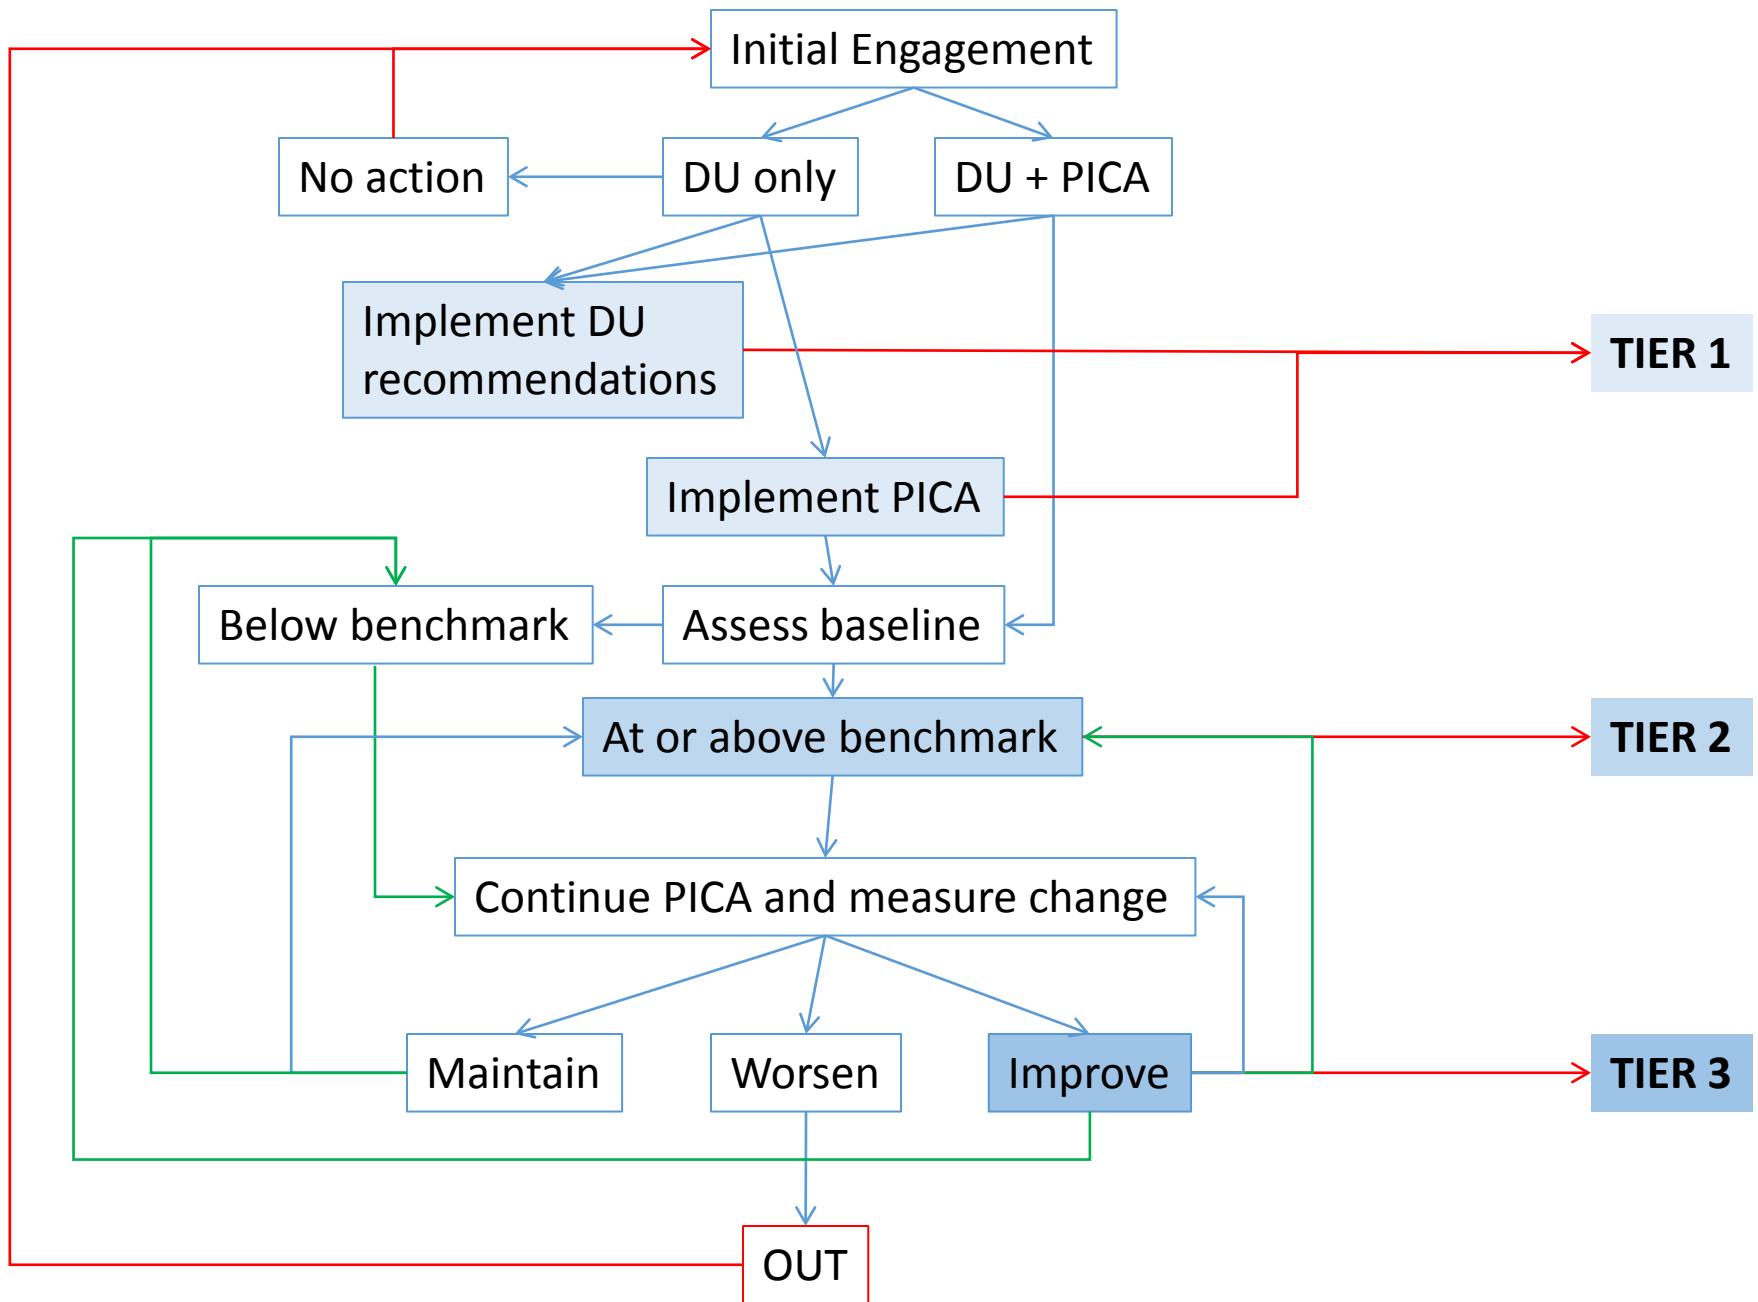 Initial Engagement
No action
DU only
DU + PICA
Implement DU
recommendations
TIER 1
Implement PICA
Below benchmark
Assess baseline
At or above benchmark
TIER 2
Continue PICA and measure change
Maintain
Worsen
Improve
TIER 3
OUT